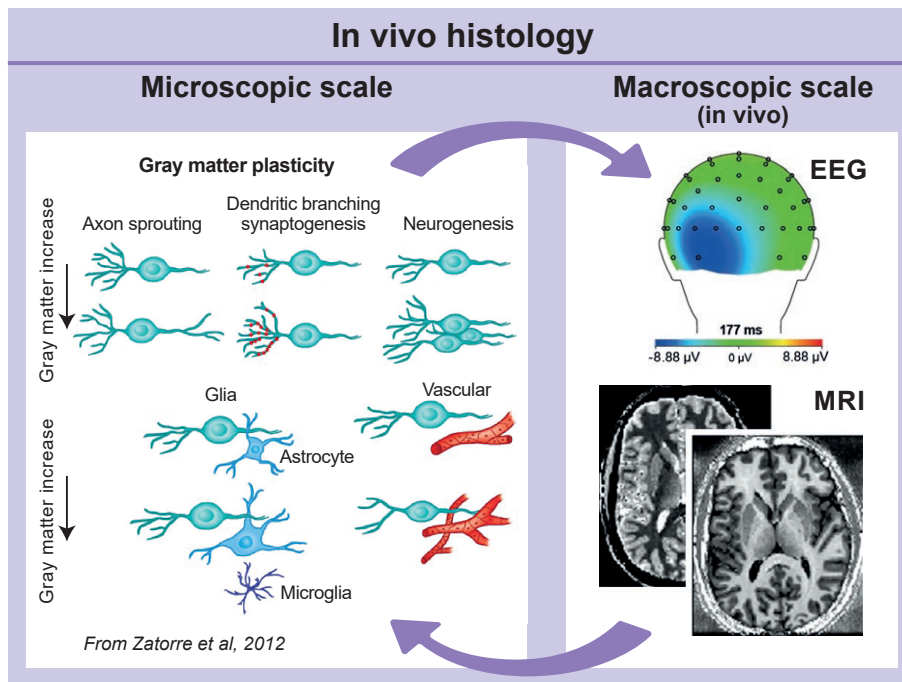 In vivo histology
Microscopic scale
Macroscopic scale
(in vivo)
Gray matter plasticity
Gray matter increase
Axon sprouting
Dendritic branching
synaptogenesis
Neurogenesis
Gray matter increase
Glia
Astrocyte
Microglia
Vascular
From Zatorre et al, 2012
EEG
177 ms
-8.88 µV
0 µV
8.88 µV
MRI